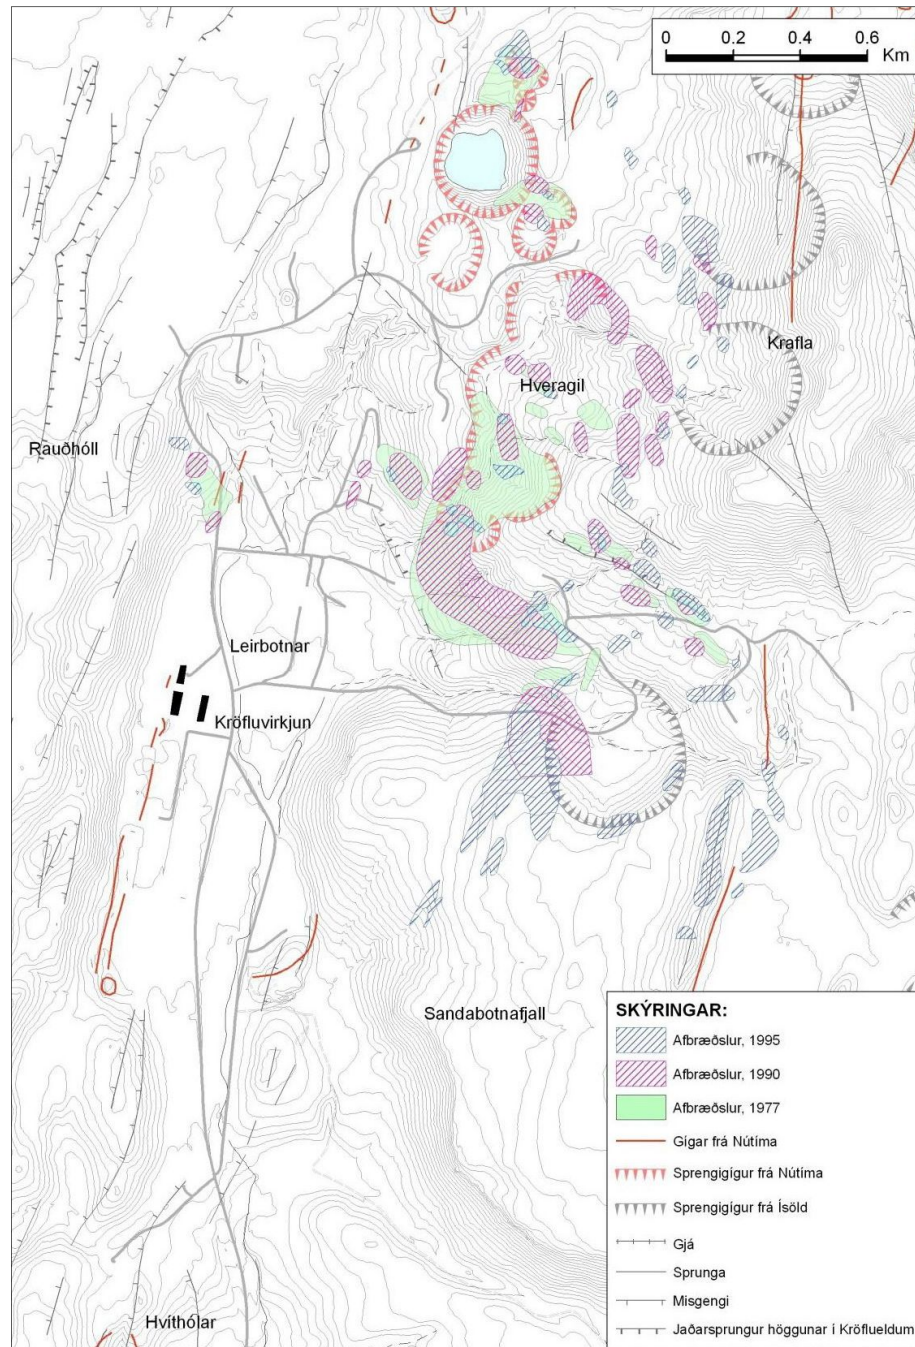 0 0.2 0.4 0.6
Km
Krafla
Hveragil
Rauðhóll
Leirbotnar
Kröfluvirkjun
Sandabotnafjall
Hvíthólar
SKÝRINGAR:
Afbræðslur, 1995
Afbræðslur, 1990
Afbræðslur, 1977
Gígar frá Nútíma
Sprengigígur frá Nútíma
Sprengigígur frá Ísöld
Gjá
Sprunga
Misgengi
Jaðarsprungur höggunar í Kröflueldum